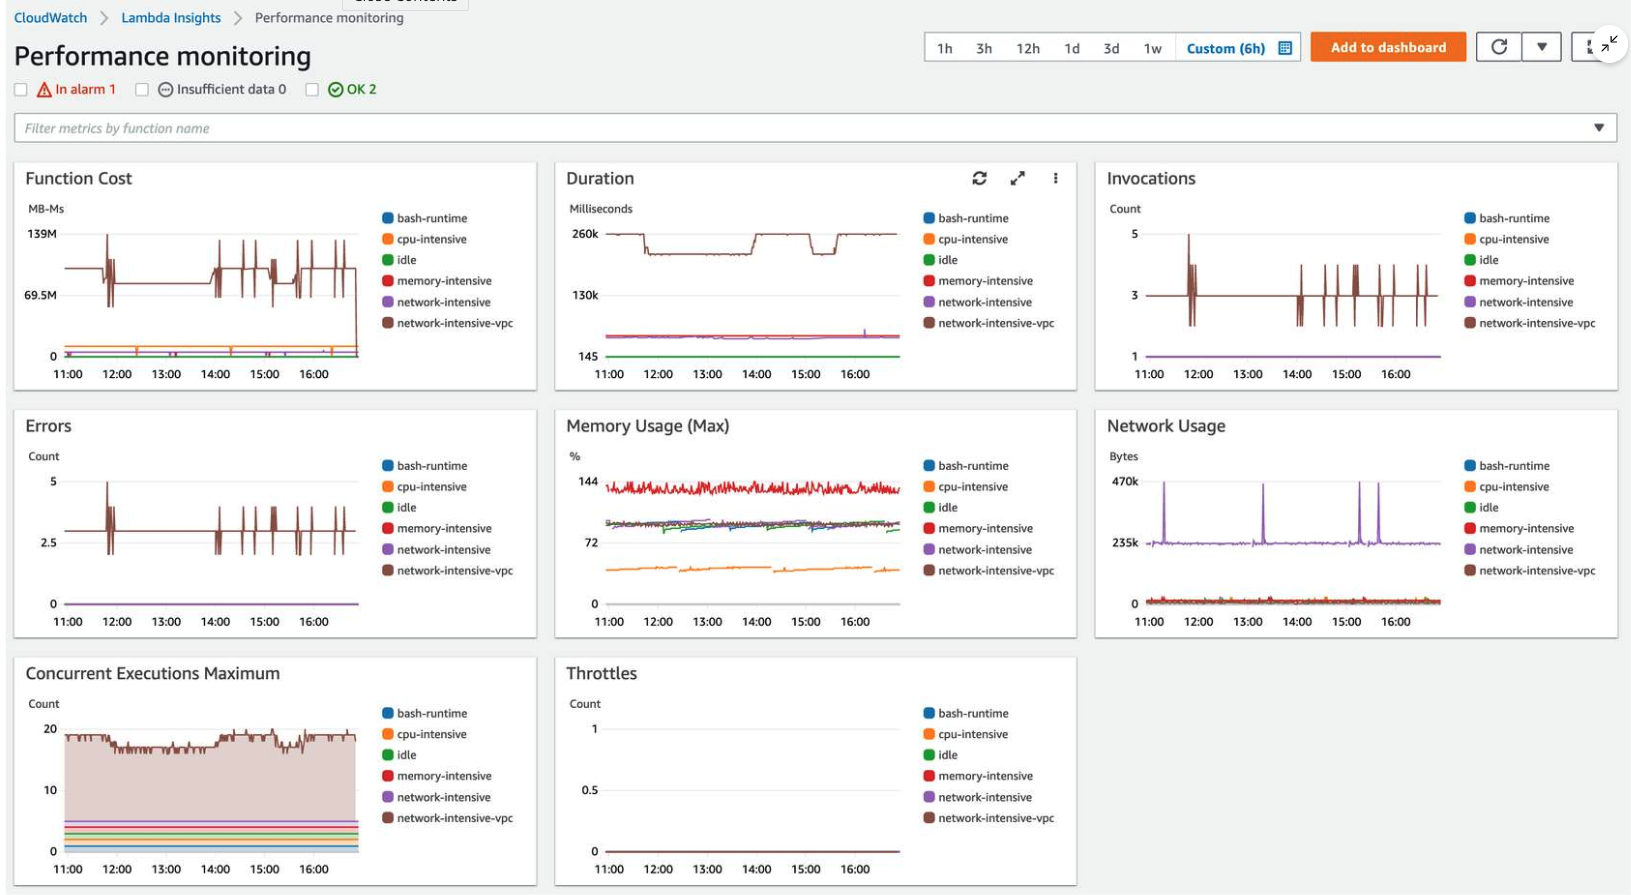 CloudWatch > Lambda Insights > Performance monitoring
Performance monitoring
1h 3h 12h 1d 3d 1w Custom (6h)
Add to dashboard
In alarm 1 Insufficient data 0 OK 2
Filter metrics by function name
Function Cost
MB-Ms
139M
69.5M
0
11:00 12:00 13:00 14:00 15:00 16:00
bash-runtime
cpu-intensive
idle
memory-intensive
network-intensive
network-intensive-vpc
Duration
Milliseconds
260k
130k
145
11:00 12:00 13:00 14:00 15:00 16:00
bash-runtime
cpu-intensive
idle
memory-intensive
network-intensive
network-intensive-vpc
Invocations
Count
5
3
1
11:00 12:00 13:00 14:00 15:00 16:00
bash-runtime
cpu-intensive
idle
memory-intensive
network-intensive
network-intensive-vpc
Errors
Count
5
2.5
0
11:00 12:00 13:00 14:00 15:00 16:00
bash-runtime
cpu-intensive
idle
memory-intensive
network-intensive
network-intensive-vpc
Memory Usage (Max)
%
144
72
0
11:00 12:00 13:00 14:00 15:00 16:00
bash-runtime
cpu-intensive
idle
memory-intensive
network-intensive
network-intensive-vpc
Network Usage
Bytes
470k
235k
0
11:00 12:00 13:00 14:00 15:00 16:00
bash-runtime
cpu-intensive
idle
memory-intensive
network-intensive
network-intensive-vpc
Concurrent Executions Maximum
Count
20
10
0
11:00 12:00 13:00 14:00 15:00 16:00
bash-runtime
cpu-intensive
idle
memory-intensive
network-intensive
network-intensive-vpc
Throttles
Count
1
0.5
0
11:00 12:00 13:00 14:00 15:00 16:00
bash-runtime
cpu-intensive
idle
memory-intensive
network-intensive
network-intensive-vpc